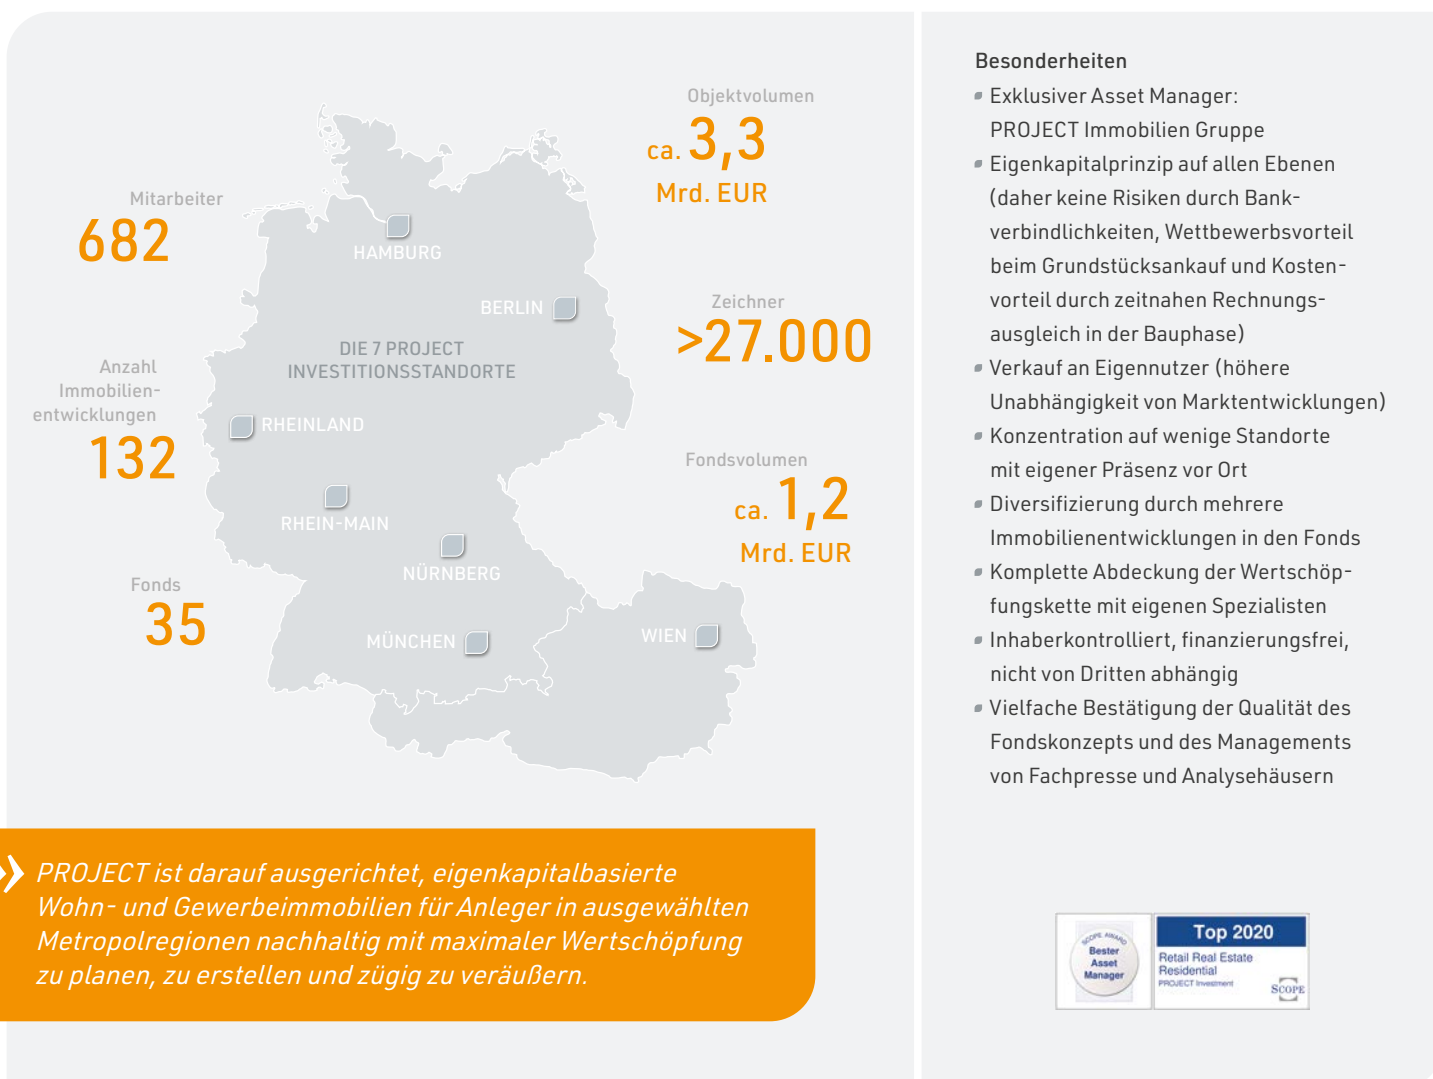 Objektvolumen
ca. 3,3
Mrd. EUR
Mitarbeiter
682
HAMBURG
BERLIN
Zeichner
>27.000
DIE 7 PROJECT
INVESTITIONSSTANDORTE
Anzahl
Immobilien-
entwicklungen
132
RHEINLAND
Fondsvolumen
ca. 1,2
Mrd. EUR
RHEIN-MAIN
NÜRNBERG
Fonds
35
MÜNCHEN
WIEN
» PROJECT ist darauf ausgerichtet, eigenkapitalbasierte
Wohn- und Gewerbeimmobilien für Anleger in ausgewählten
Metropolregionen nachhaltig mit maximaler Wertschöpfung
zu planen, zu erstellen und zügig zu veräußern.
Besonderheiten
Exklusiver Asset Manager:
PROJECT Immobilien Gruppe
Eigenkapitalprinzip auf allen Ebenen
(daher keine Risiken durch Bank-
verbindlichkeiten, Wettbewerbsvorteil
beim Grundstücksankauf und Kosten-
vorteil durch zeitnahen Rechnungs-
ausgleich in der Bauphase)
Verkauf an Eigennutzer (höhere
Unabhängigkeit von Marktentwicklungen)
Konzentration auf wenige Standorte
mit eigener Präsenz vor Ort
Diversifizierung durch mehrere
Immobilienentwicklungen in den Fonds
Komplette Abdeckung der Wertschöp-
fungskette mit eigenen Spezialisten
Inhaberkontrolliert, finanzierungsfrei,
nicht von Dritten abhängig
Vielfache Bestätigung der Qualität des
Fondskonzepts und des Managements
von Fachpresse und Analysehäusern
SCOPE AWARD
Bester
Asset
Manager
Top 2020
Retail Real Estate
Residential
PROJECT Investment
SCOPE